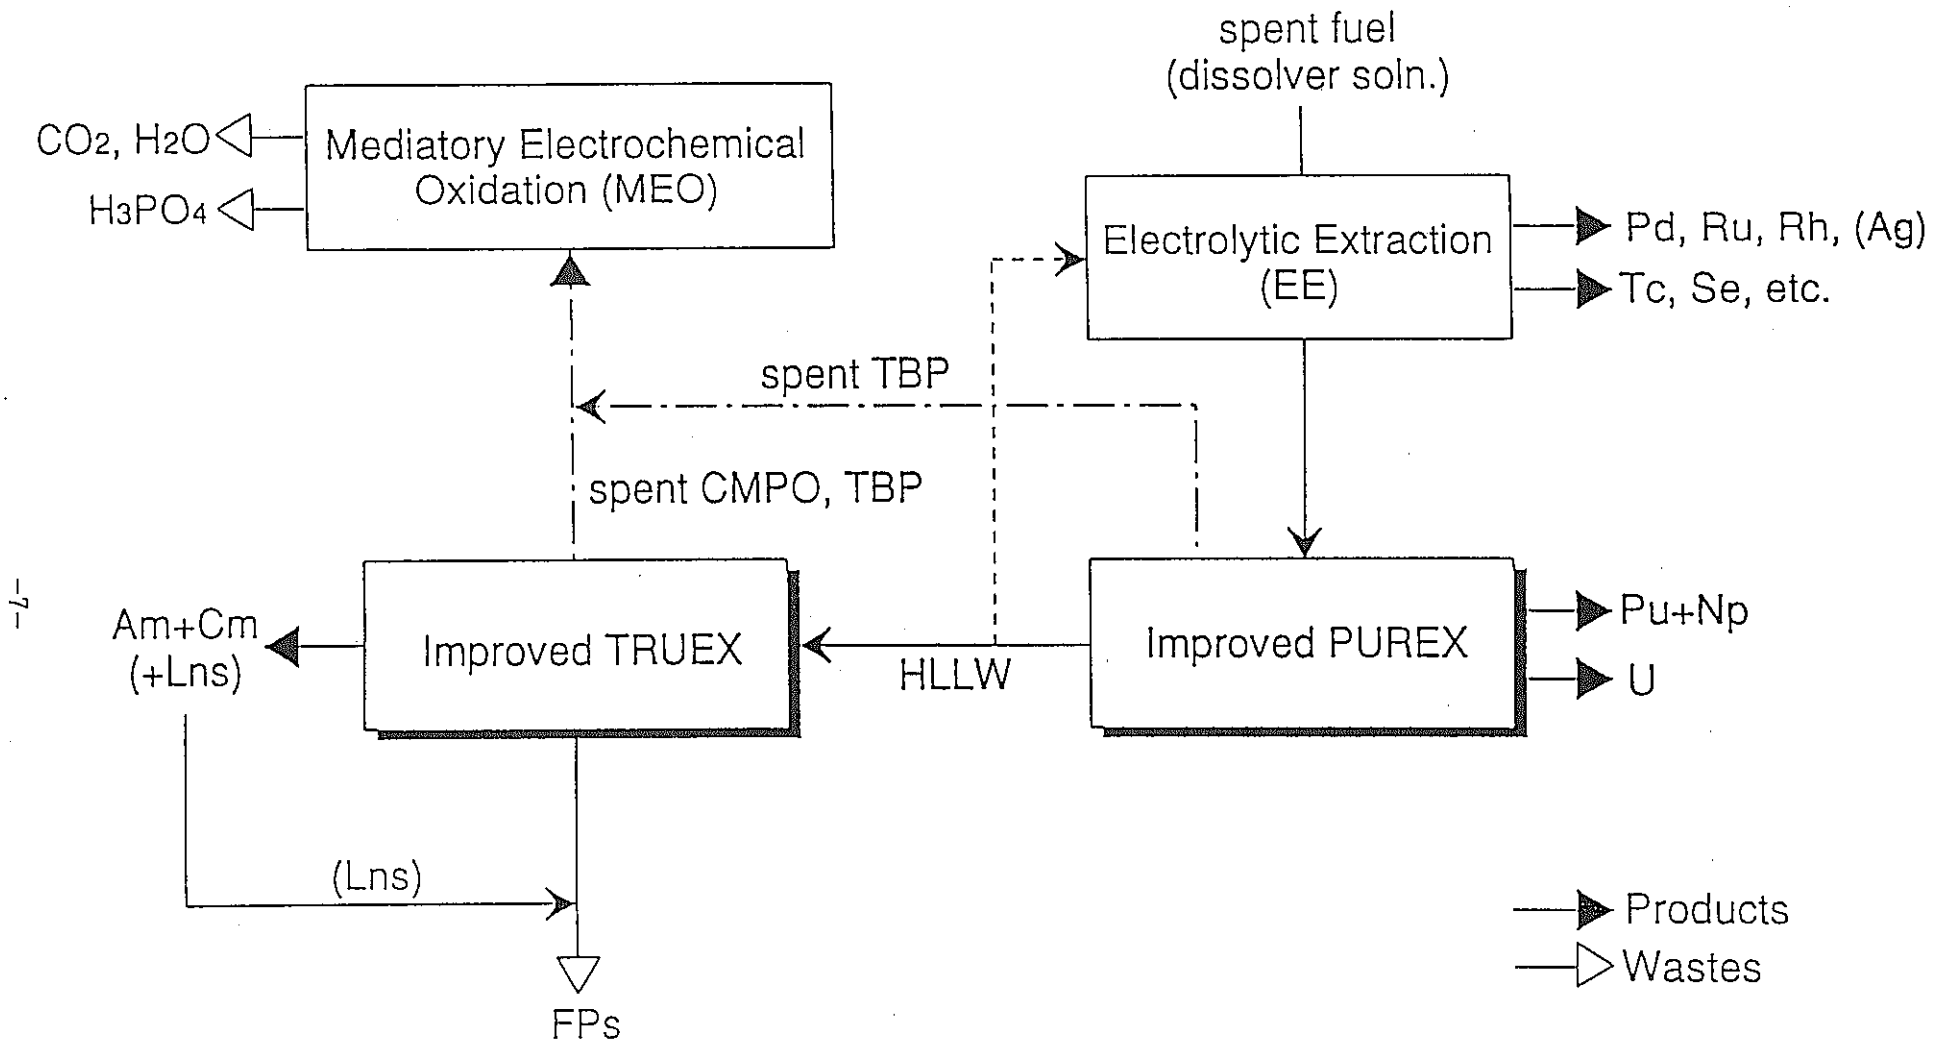 spent fuel
(dissolver soln.)
CO2, H2O
H3PO4
Mediatory Electrochemical
Oxidation (MEO)
Electrolytic Extraction
(EE)
Pd, Ru, Rh, (Ag)
Tc, Se, etc.
spent TBP
spent CMPO, TBP
Am+Cm
(+Lns)
Improved TRUEX
HLLW
Improved PUREX
Pu+Np
U
(Lns)
FPs
Products
Wastes
-7-